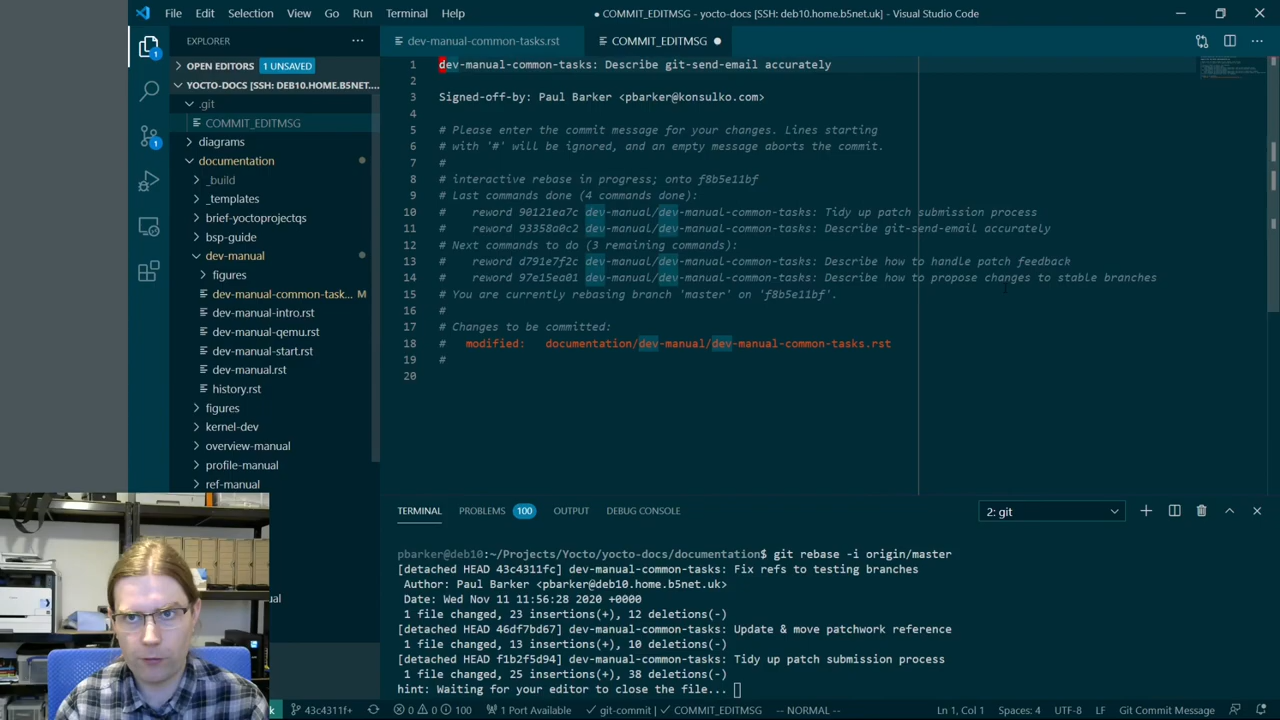 File Edit Selection View Go Run Terminal Help
● COMMIT_EDITMSG - yocto-docs [SSH: deb10.home.b5net.uk] - Visual Studio Code
EXPLORER
OPEN EDITORS 1 UNSAVED
YOCTO-DOCS [SSH: DEB10.HOME.B5NET....
.git
COMMIT_EDITMSG
diagrams
documentation
_build
_templates
brief-yoctoprojectqs
bsp-guide
dev-manual
figures
dev-manual-common-task... M
dev-manual-intro.rst
dev-manual-qemu.rst
dev-manual-start.rst
dev-manual.rst
history.rst
figures
kernel-dev
overview-manual
profile-manual
ref-manual
dev-manual-common-tasks.rst
COMMIT_EDITMSG ●
1 dev-manual-common-tasks: Describe git-send-email accurately
2
3 Signed-off-by: Paul Barker <pbarker@konsulko.com>
4
5 # Please enter the commit message for your changes. Lines starting
6 # with '#' will be ignored, and an empty message aborts the commit.
7 #
8 # interactive rebase in progress; onto f8b5e11bf
9 # Last commands done (4 commands done):
10 # reword 90121ea7c dev-manual/dev-manual-common-tasks: Tidy up patch submission process
11 # reword 93358a0c2 dev-manual/dev-manual-common-tasks: Describe git-send-email accurately
12 # Next commands to do (3 remaining commands):
13 # reword d791e7f2c dev-manual/dev-manual-common-tasks: Describe how to handle patch feedback
14 # reword 97e15ea01 dev-manual/dev-manual-common-tasks: Describe how to propose changes to stable branches
15 # You are currently rebasing branch 'master' on 'f8b5e11bf'.
16 #
17 # Changes to be committed:
18 # modified: documentation/dev-manual/dev-manual-common-tasks.rst
19 #
20
TERMINAL PROBLEMS 100 OUTPUT DEBUG CONSOLE 2: git
pbarker@deb10:~/Projects/Yocto/yocto-docs/documentation$ git rebase -i origin/master
[detached HEAD 43c4311fc] dev-manual-common-tasks: Fix refs to testing branches
Author: Paul Barker <pbarker@deb10.home.b5net.uk>
Date: Wed Nov 11 11:56:28 2020 +0000
1 file changed, 23 insertions(+), 12 deletions(-)
[detached HEAD 46df7bd67] dev-manual-common-tasks: Update & move patchwork reference
1 file changed, 13 insertions(+), 10 deletions(-)
[detached HEAD f1b2f5d94] dev-manual-common-tasks: Tidy up patch submission process
1 file changed, 25 insertions(+), 38 deletions(-)
hint: Waiting for your editor to close the file...
43c4311f+ 0 0 100 1 Port Available git-commit COMMIT_EDITMSG -- NORMAL -- Ln 1, Col 1 Spaces: 4 UTF-8 LF Git Commit Message